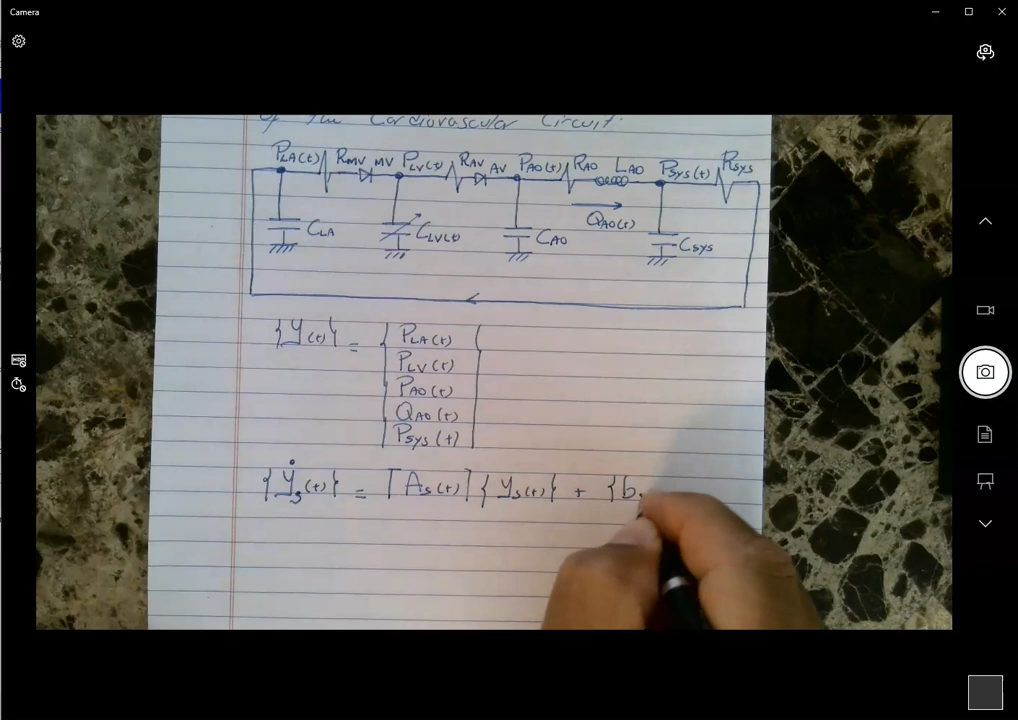 Camera
of the Cardiovascular Circuit.
PLA(t) RMV MV PLV(t) RAV AV PAO(t) RAO LAO PSYS(t) RSYS
QAO(t)
CLA CLV(t) CAO CSYS
{Y(t)} = { PLA(t)
PLV(t)
PAO(t)
QAO(t)
PSYS(t) }
{Ẏs(t)} = [As(t)] {Ys(t)} + {b